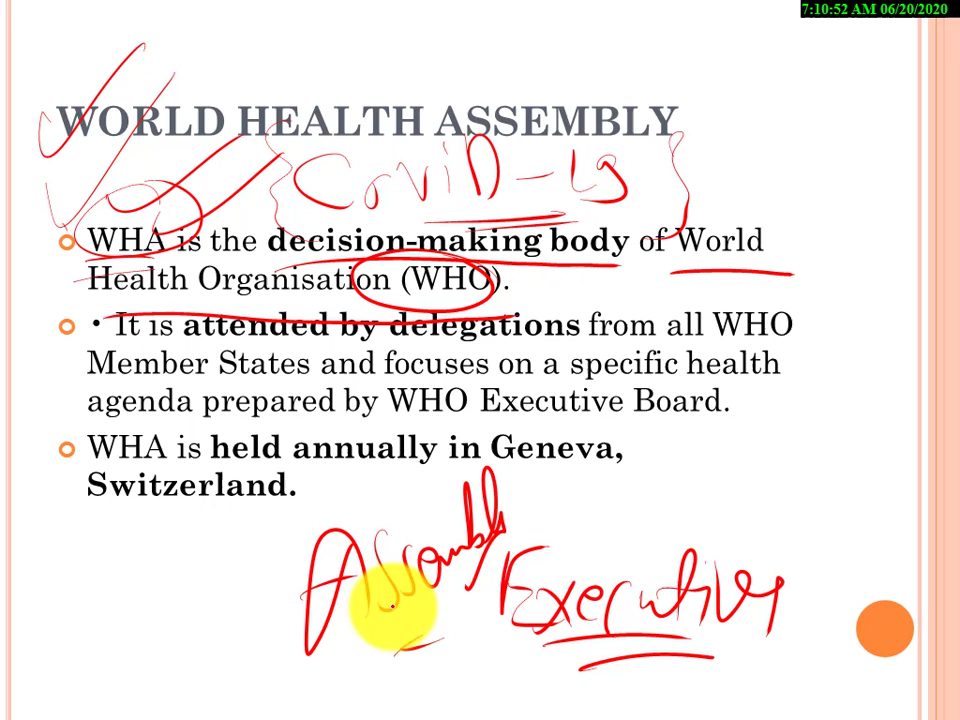 7:10:52 AM 06/20/2020
WORLD HEALTH ASSEMBLY
{CoviD-19}
WHA is the decision-making body of World
Health Organisation (WHO).
• It is attended by delegations from all WHO
Member States and focuses on a specific health
agenda prepared by WHO Executive Board.
WHA is held annually in Geneva,
Switzerland.
Assembly
Executive